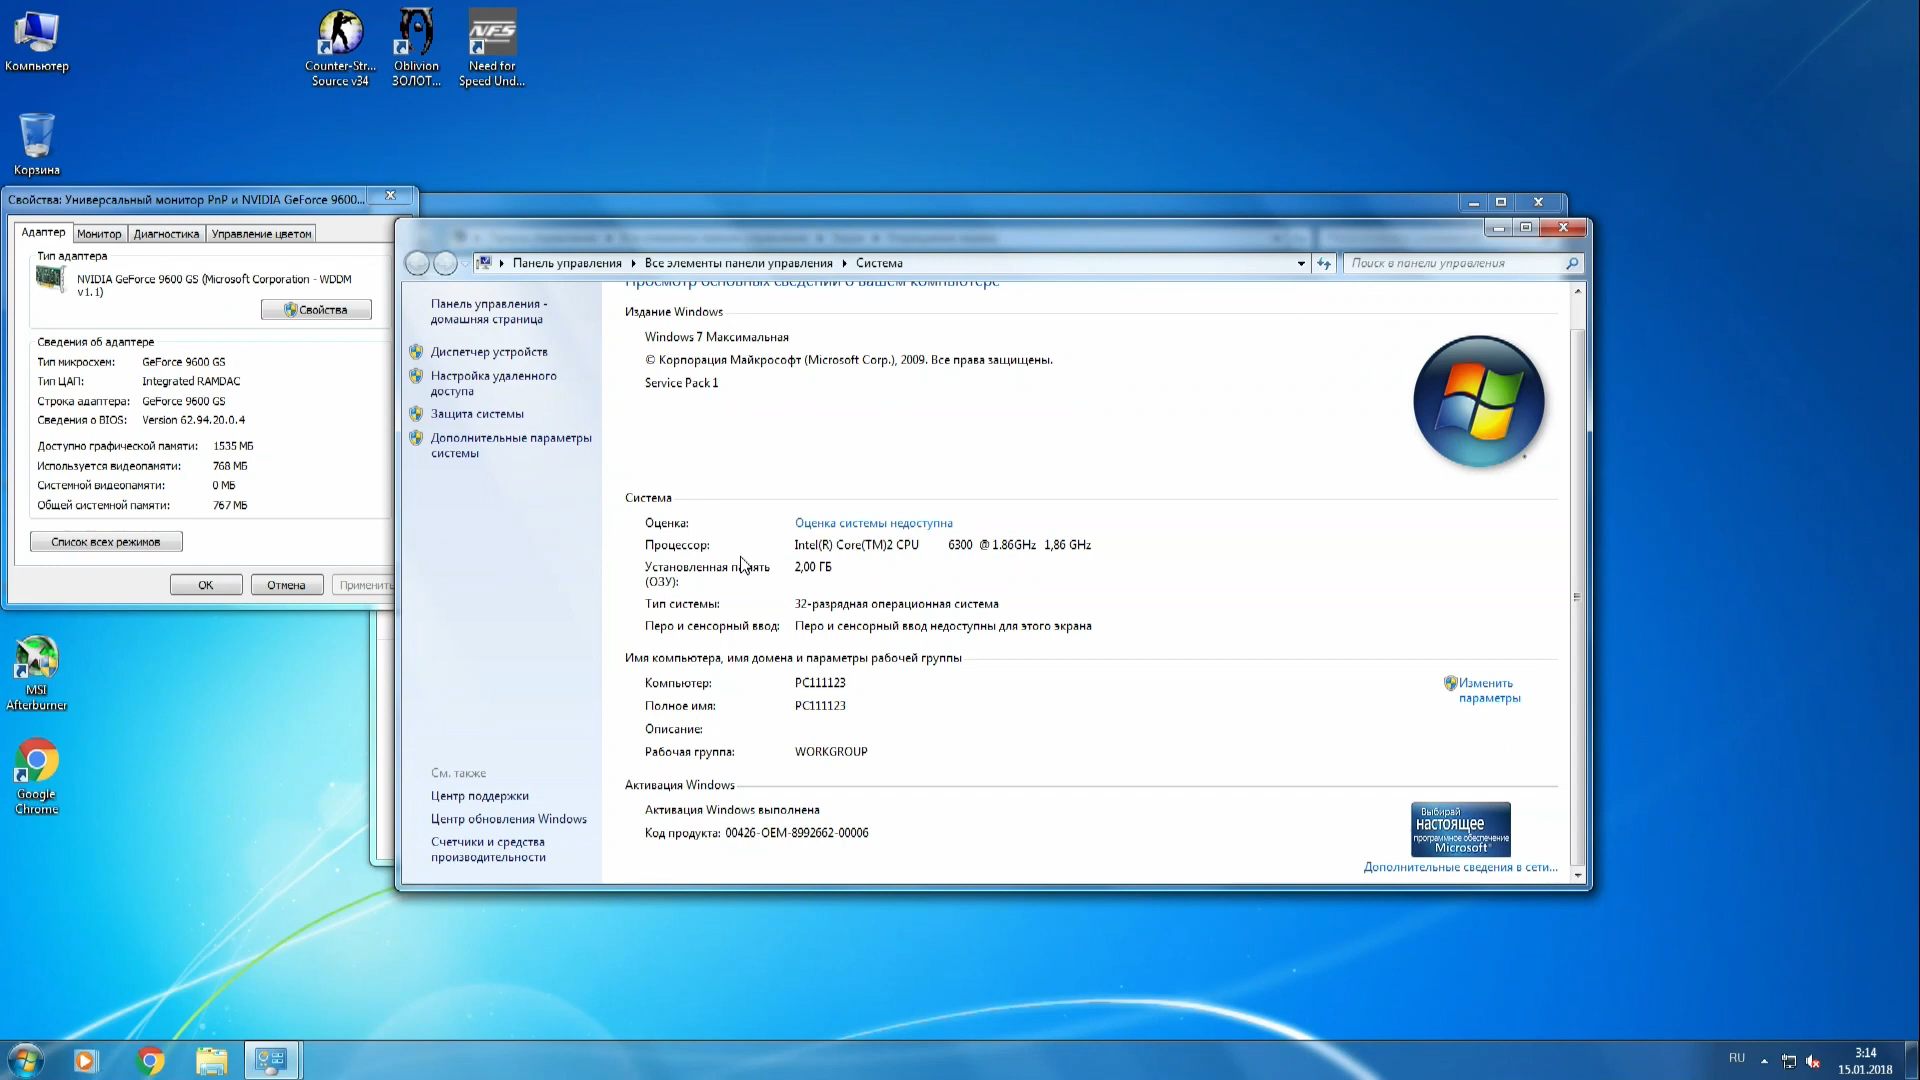 Компьютер
Counter-Str...
Source v34
Oblivion
ЗОЛОТ...
Need for
Speed Und...
Корзина
Свойства: Универсальный монитор PnP и NVIDIA GeForce 9600...
Адаптер
Монитор
Диагностика
Управление цветом
Тип адаптера
NVIDIA GeForce 9600 GS (Microsoft Corporation - WDDM
v1.1)
Свойства
Сведения об адаптере
Тип микросхем: GeForce 9600 GS
Тип ЦАП: Integrated RAMDAC
Строка адаптера: GeForce 9600 GS
Сведения о BIOS: Version 62.94.20.0.4
Доступно графической памяти: 1535 МБ
Используется видеопамяти: 768 МБ
Системной видеопамяти: 0 МБ
Общей системной памяти: 767 МБ
Список всех режимов
OK
Отмена
Применить
MSI
Afterburner
Google
Chrome
Панель управления
Все элементы панели управления
Система
Поиск в панели управления
Панель управления -
домашняя страница
Диспетчер устройств
Настройка удаленного
доступа
Защита системы
Дополнительные параметры
системы
См. также
Центр поддержки
Центр обновления Windows
Счетчики и средства
производительности
Просмотр основных сведений о вашем компьютере
Издание Windows
Windows 7 Максимальная
© Корпорация Майкрософт (Microsoft Corp.), 2009. Все права защищены.
Service Pack 1
Система
Оценка: Оценка системы недоступна
Процессор: Intel(R) Core(TM)2 CPU 6300 @ 1.86GHz 1,86 GHz
Установленная память 2,00 ГБ
(ОЗУ):
Тип системы: 32-разрядная операционная система
Перо и сенсорный ввод: Перо и сенсорный ввод недоступны для этого экрана
Имя компьютера, имя домена и параметры рабочей группы
Компьютер: PC111123
Изменить
параметры
Полное имя: PC111123
Описание:
Рабочая группа: WORKGROUP
Активация Windows
Активация Windows выполнена
Код продукта: 00426-OEM-8992662-00006
Выбирай
настоящее
программное обеспечение
Microsoft
Дополнительные сведения в сети...
RU
3:14
15.01.2018